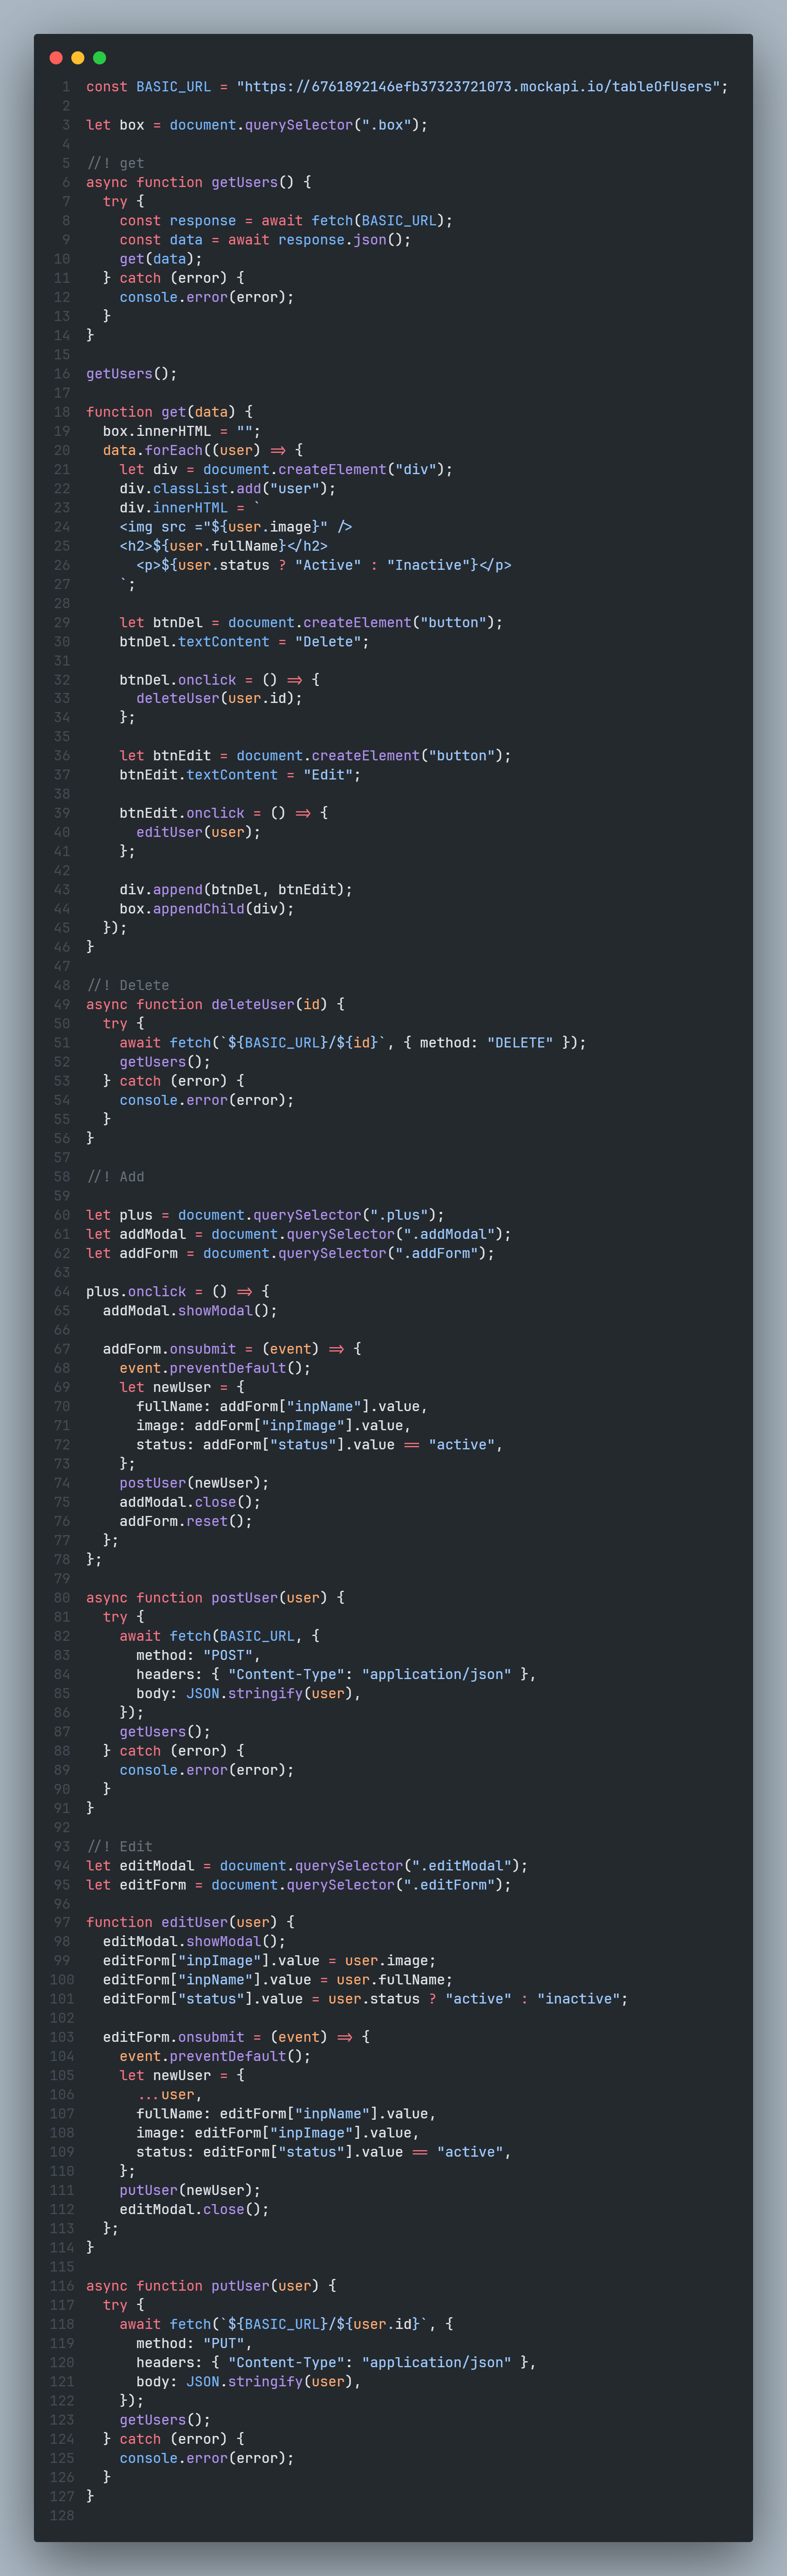 1 const BASIC_URL = "https://6761892146efb37323721073.mockapi.io/tableOfUsers";
2
3 let box = document.querySelector(".box");
4
5 //! get
6 async function getUsers() {
7   try {
8     const response = await fetch(BASIC_URL);
9     const data = await response.json();
10     get(data);
11   } catch (error) {
12     console.error(error);
13   }
14 }
15
16 getUsers();
17
18 function get(data) {
19   box.innerHTML = "";
20   data.forEach((user) => {
21     let div = document.createElement("div");
22     div.classList.add("user");
23     div.innerHTML = `
24     <img src ="${user.image}" />
25     <h2>${user.fullName}</h2>
26       <p>${user.status ? "Active" : "Inactive"}</p>
27     `;
28
29     let btnDel = document.createElement("button");
30     btnDel.textContent = "Delete";
31
32     btnDel.onclick = () => {
33       deleteUser(user.id);
34     };
35
36     let btnEdit = document.createElement("button");
37     btnEdit.textContent = "Edit";
38
39     btnEdit.onclick = () => {
40       editUser(user);
41     };
42
43     div.append(btnDel, btnEdit);
44     box.appendChild(div);
45   });
46 }
47
48 //! Delete
49 async function deleteUser(id) {
50   try {
51     await fetch(`${BASIC_URL}/${id}`, { method: "DELETE" });
52     getUsers();
53   } catch (error) {
54     console.error(error);
55   }
56 }
57
58 //! Add
59
60 let plus = document.querySelector(".plus");
61 let addModal = document.querySelector(".addModal");
62 let addForm = document.querySelector(".addForm");
63
64 plus.onclick = () => {
65   addModal.showModal();
66
67   addForm.onsubmit = (event) => {
68     event.preventDefault();
69     let newUser = {
70       fullName: addForm["inpName"].value,
71       image: addForm["inpImage"].value,
72       status: addForm["status"].value == "active",
73     };
74     postUser(newUser);
75     addModal.close();
76     addForm.reset();
77   };
78 };
79
80 async function postUser(user) {
81   try {
82     await fetch(BASIC_URL, {
83       method: "POST",
84       headers: { "Content-Type": "application/json" },
85       body: JSON.stringify(user),
86     });
87     getUsers();
88   } catch (error) {
89     console.error(error);
90   }
91 }
92
93 //! Edit
94 let editModal = document.querySelector(".editModal");
95 let editForm = document.querySelector(".editForm");
96
97 function editUser(user) {
98   editModal.showModal();
99   editForm["inpImage"].value = user.image;
100   editForm["inpName"].value = user.fullName;
101   editForm["status"].value = user.status ? "active" : "inactive";
102
103   editForm.onsubmit = (event) => {
104     event.preventDefault();
105     let newUser = {
106       ...user,
107       fullName: editForm["inpName"].value,
108       image: editForm["inpImage"].value,
109       status: editForm["status"].value == "active",
110     };
111     putUser(newUser);
112     editModal.close();
113   };
114 }
115
116 async function putUser(user) {
117   try {
118     await fetch(`${BASIC_URL}/${user.id}`, {
119       method: "PUT",
120       headers: { "Content-Type": "application/json" },
121       body: JSON.stringify(user),
122     });
123     getUsers();
124   } catch (error) {
125     console.error(error);
126   }
127 }
128